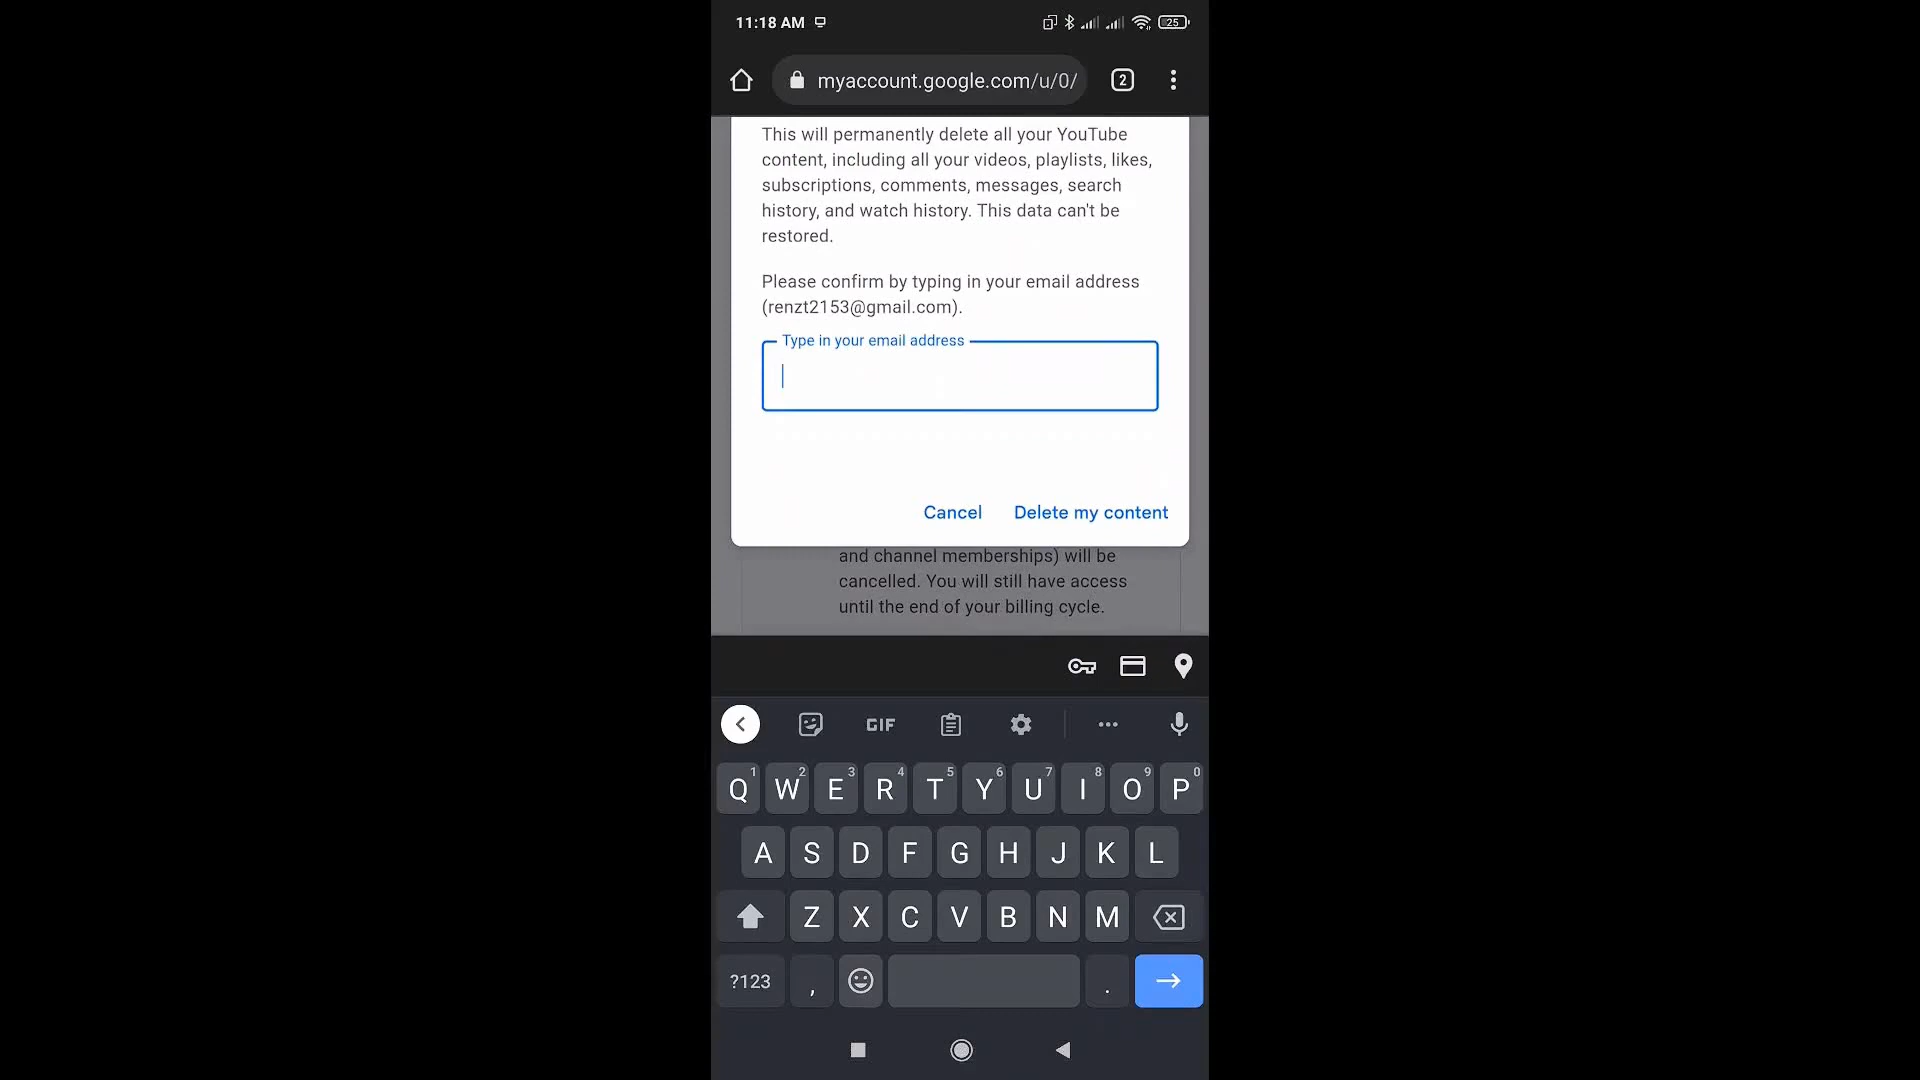 11:18 AM
25
myaccount.google.com/u/0/
2
This will permanently delete all your YouTube
content, including all your videos, playlists, likes,
subscriptions, comments, messages, search
history, and watch history. This data can't be
restored.
Please confirm by typing in your email address
(renzt2153@gmail.com).
Type in your email address
Cancel Delete my content
and channel memberships) will be
cancelled. You will still have access
until the end of your billing cycle.
GIF
1 2 3 4 5 6 7 8 9 0
Q W E R T Y U I O P
A S D F G H J K L
Z X C V B N M
?123 , .